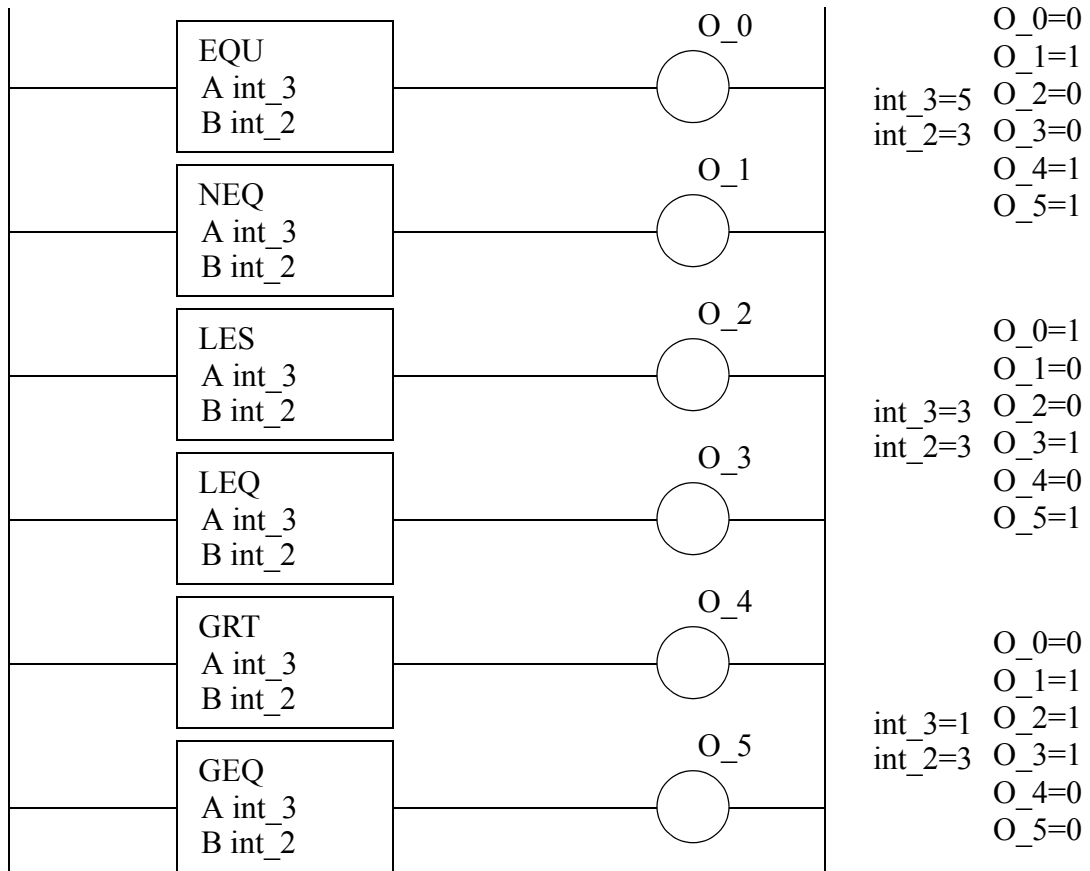 O_0
EQU
A int_3
B int_2
O_1
NEQ
A int_3
B int_2
O_2
LES
A int_3
B int_2
O_3
LEQ
A int_3
B int_2
O_4
GRT
A int_3
B int_2
O_5
GEQ
A int_3
B int_2
int_3=5
int_2=3
O_0=0
O_1=1
O_2=0
O_3=0
O_4=1
O_5=1
int_3=3
int_2=3
O_0=1
O_1=0
O_2=0
O_3=1
O_4=0
O_5=1
int_3=1
int_2=3
O_0=0
O_1=1
O_2=1
O_3=1
O_4=0
O_5=0